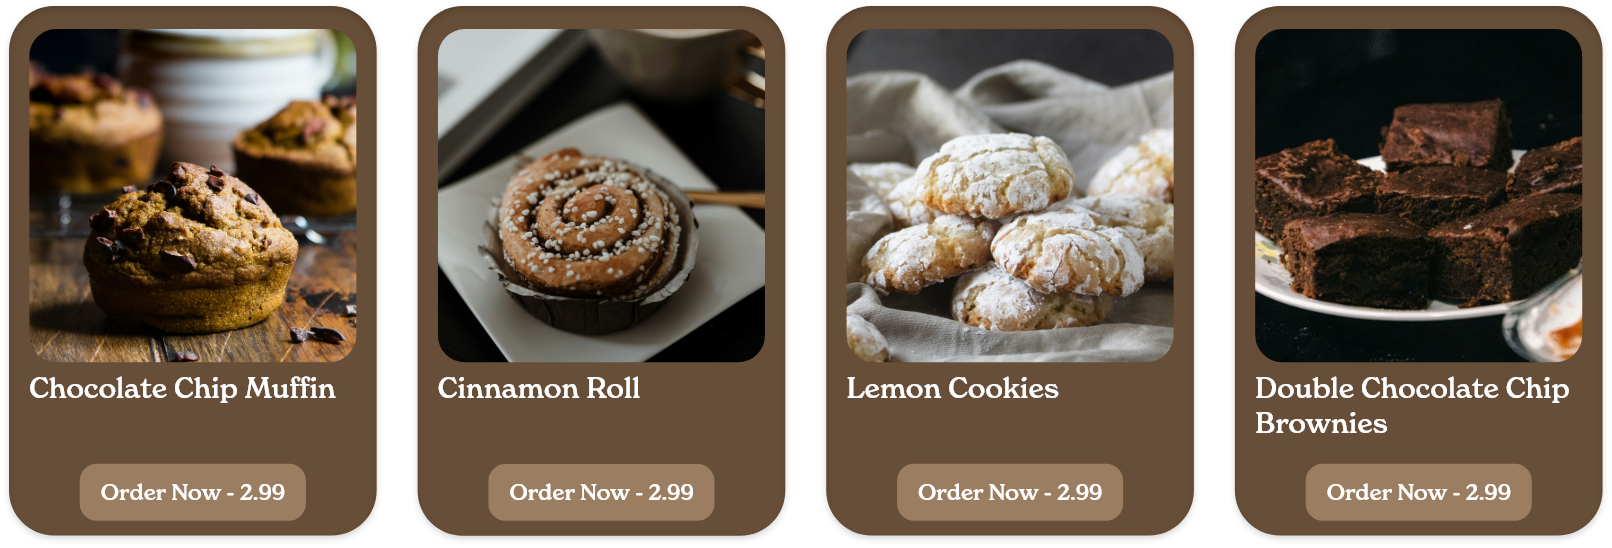 Chocolate Chip Muffin
Order Now - 2.99
Cinnamon Roll
Order Now - 2.99
Lemon Cookies
Order Now - 2.99
Double Chocolate Chip
Brownies
Order Now - 2.99